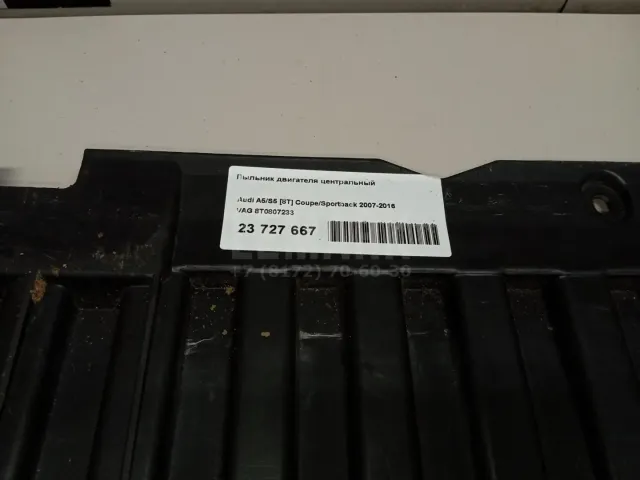 Пыльник двигателя центральный
Audi A5/S5 [8T] Coupe/Sportback 2007-2016
VAG 8T0807233
23 727 667
+7 (8172) 70-60-30